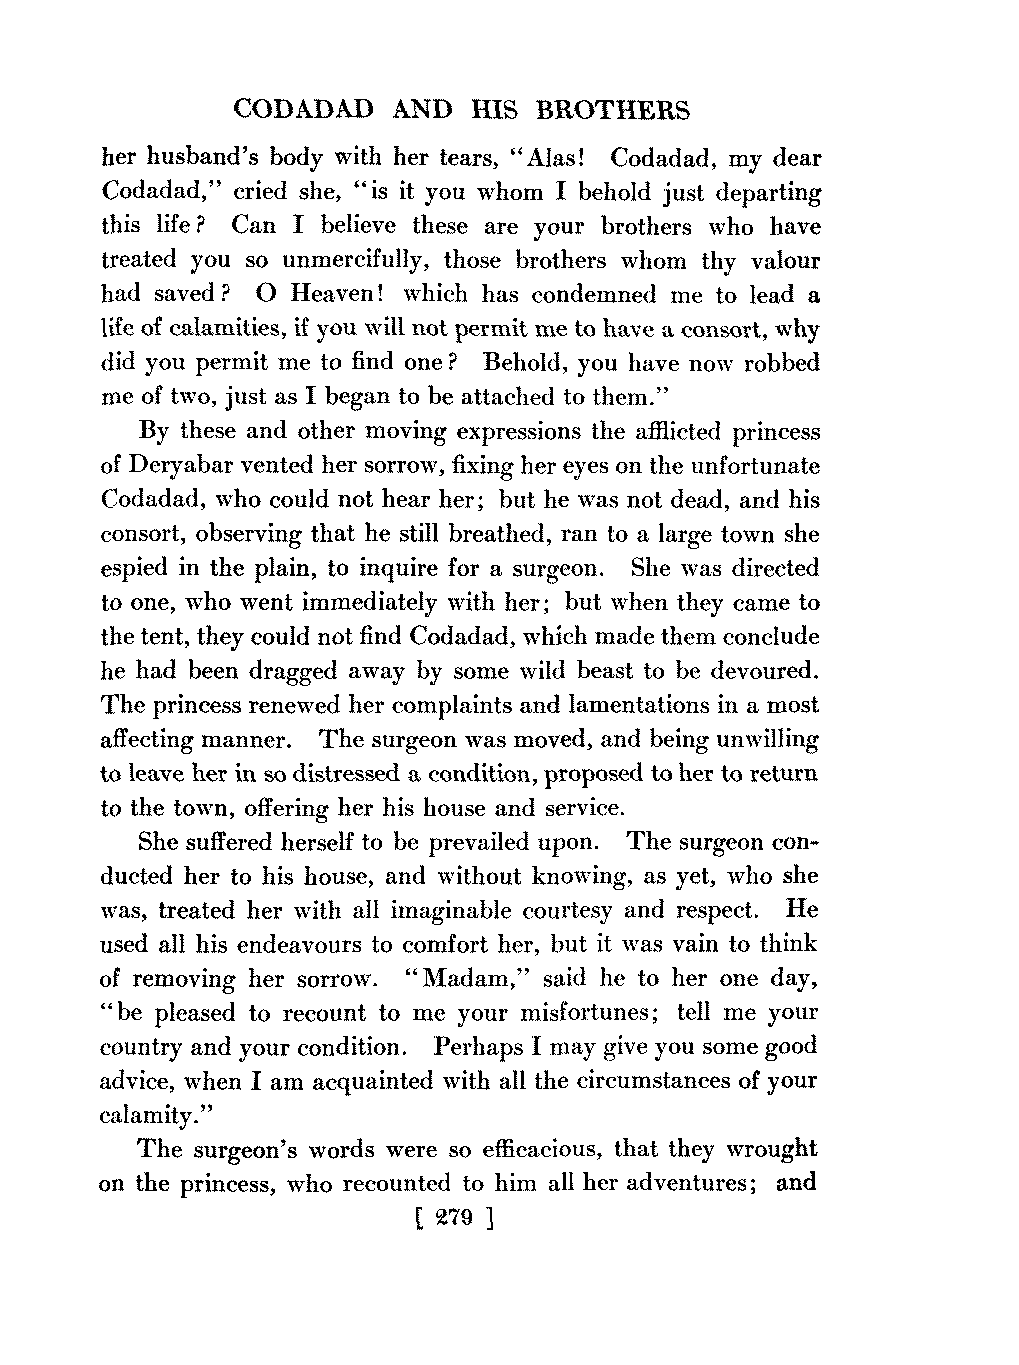 CODADAD AND HIS BROTHERS
her husband's body with her tears, "Alas! Codadad, my dear
Codadad," cried she, "is it you whom I behold just departing
this life? Can I believe these are your brothers who have
treated you so unmercifully, those brothers whom thy valour
had saved? O Heaven! which has condemned me to lead a
life of calamities, if you will not permit me to have a consort, why
did you permit me to find one? Behold, you have now robbed
me of two, just as I began to be attached to them."
By these and other moving expressions the afflicted princess
of Deryabar vented her sorrow, fixing her eyes on the unfortunate
Codadad, who could not hear her; but he was not dead, and his
consort, observing that he still breathed, ran to a large town she
espied in the plain, to inquire for a surgeon. She was directed
to one, who went immediately with her; but when they came to
the tent, they could not find Codadad, which made them conclude
he had been dragged away by some wild beast to be devoured.
The princess renewed her complaints and lamentations in a most
affecting manner. The surgeon was moved, and being unwilling
to leave her in so distressed a condition, proposed to her to return
to the town, offering her his house and service.
She suffered herself to be prevailed upon. The surgeon con-
ducted her to his house, and without knowing, as yet, who she
was, treated her with all imaginable courtesy and respect. He
used all his endeavours to comfort her, but it was vain to think
of removing her sorrow. "Madam," said he to her one day,
"be pleased to recount to me your misfortunes; tell me your
country and your condition. Perhaps I may give you some good
advice, when I am acquainted with all the circumstances of your
calamity."
The surgeon's words were so efficacious, that they wrought
on the princess, who recounted to him all her adventures; and
[ 279 ]